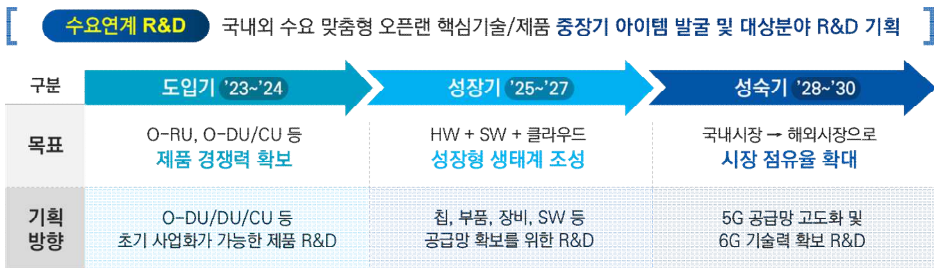 수요연계 R&D 국내외 수요 맞춤형 오픈랜 핵심기술/제품 중장기 아이템 발굴 및 대상분야 R&D 기획
구분 도입기 '23~'24 성장기 '25~'27 성숙기 '28~'30
목표
O-RU, O-DU/CU 등
제품 경쟁력 확보
HW + SW + 클라우드
성장형 생태계 조성
국내시장 → 해외시장으로
시장 점유율 확대
기획
방향
O-DU/DU/CU 등
초기 사업화가 가능한 제품 R&D
칩, 부품, 장비, SW 등
공급망 확보를 위한 R&D
5G 공급망 고도화 및
6G 기술력 확보 R&D